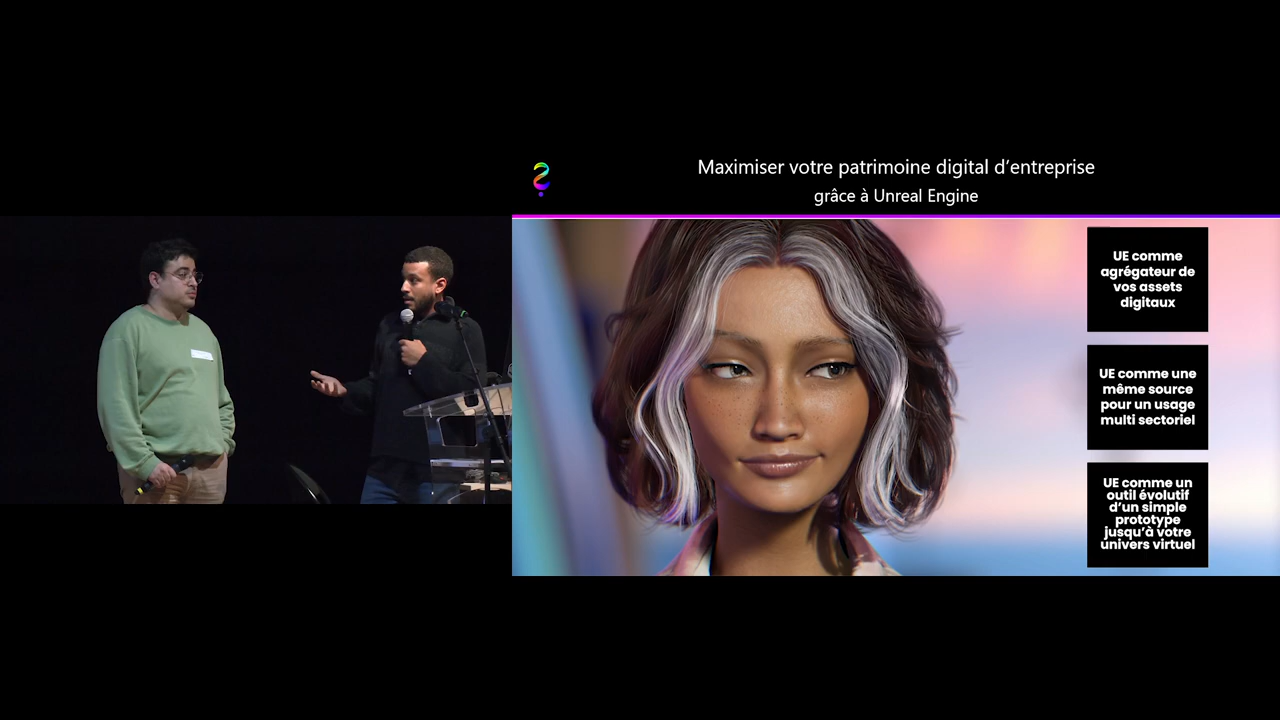 Maximiser votre patrimoine digital d’entreprise
grâce à Unreal Engine
UE comme
agrégateur de
vos assets
digitaux
UE comme une
même source
pour un usage
multi sectoriel
UE comme un
outil évolutif
d’un simple
prototype
jusqu’à votre
univers virtuel